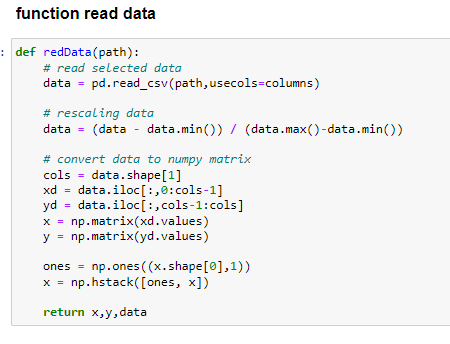 function read data
: def redData(path):
# read selected data
data = pd.read_csv(path,usecols=columns)
# rescaling data
data = (data - data.min()) / (data.max()-data.min())
# convert data to numpy matrix
cols = data.shape[1]
xd = data.iloc[:,0:cols-1]
yd = data.iloc[:,cols-1:cols]
x = np.matrix(xd.values)
y = np.matrix(yd.values)
ones = np.ones((x.shape[0],1))
x = np.hstack([ones, x])
return x,y,data